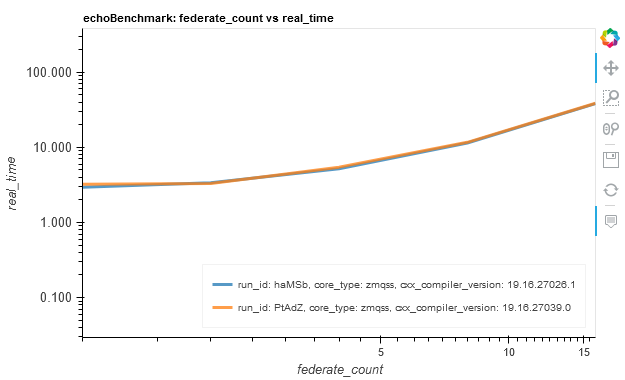 echoBenchmark: federate_count vs real_time
100.000
10.000
1.000
0.100
real_time
run_id: haMSb, core_type: zmqss, cxx_compiler_version: 19.16.27026.1
run_id: PtAdZ, core_type: zmqss, cxx_compiler_version: 19.16.27039.0
5
10
15
federate_count